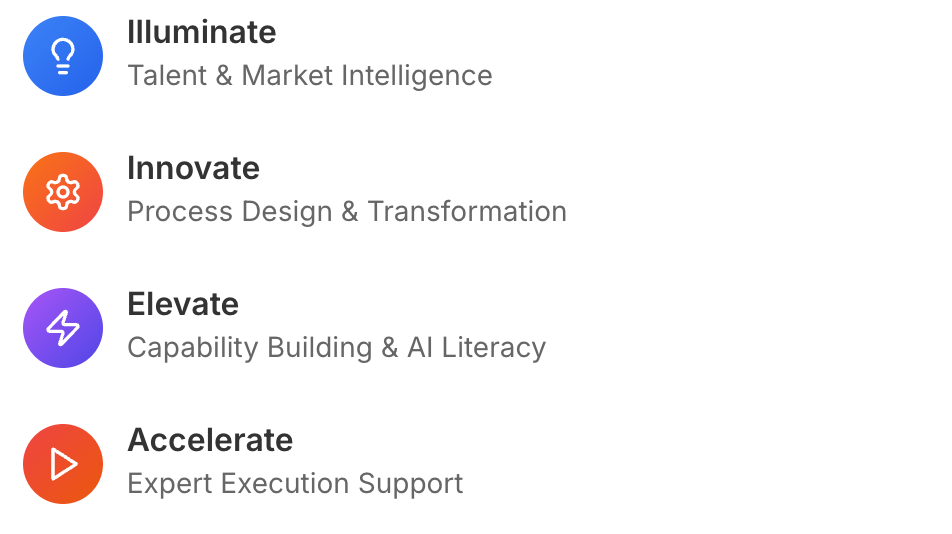 Illuminate
Talent & Market Intelligence
Innovate
Process Design & Transformation
Elevate
Capability Building & AI Literacy
Accelerate
Expert Execution Support